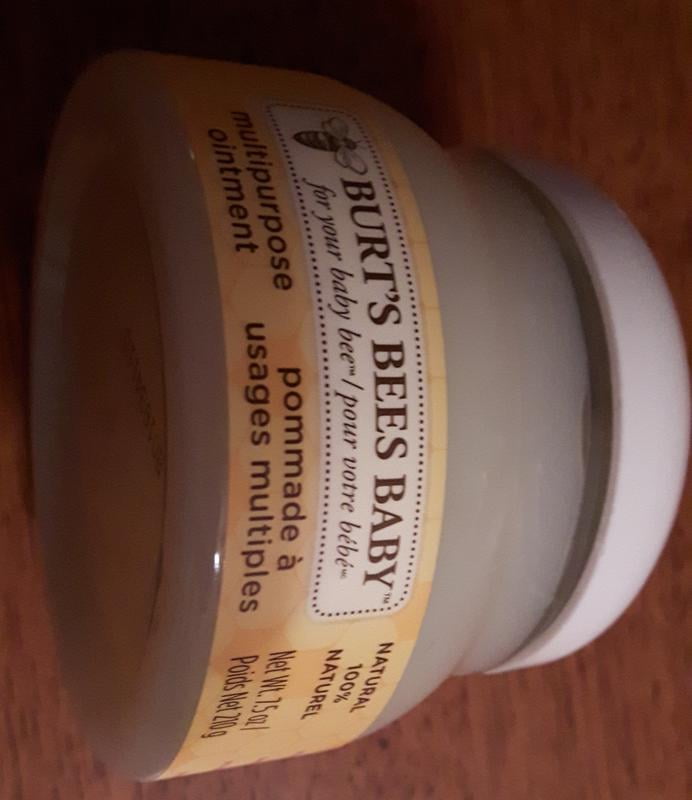 BURT'S BEES BABY™
for your baby bee™ / pour votre bébé™
multipurpose
ointment
pommade à
usages multiples
NATURAL
100%
NATUREL
Net Wt. 7.5 oz /
Poids Net 210 g